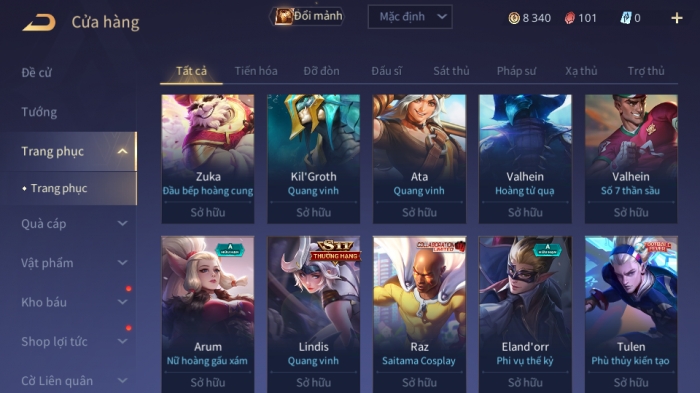 Cửa hàng
Đổi mảnh
Mặc định
8 340
101
0
Đề cử
Tướng
Trang phục
Trang phục
Quà cáp
Vật phẩm
Kho báu
Shop lợi tức
Cờ Liên quân
Tất cả Tiến hóa Đỡ đòn Đấu sĩ Sát thủ Pháp sư Xạ thủ Trợ thủ
Zuka
Đầu bếp hoàng cung
Sở hữu
Kil'Groth
Quang vinh
Sở hữu
Ata
Quang vinh
Sở hữu
Valhein
Hoàng tử quạ
Sở hữu
Valhein
Số 7 thần sầu
Sở hữu
A
Arum
Nữ hoàng gấu xám
Sở hữu
S11
THƯỞNG HẠNG
Lindis
Quang vinh
Sở hữu
COLLABORATION
LIMITED
Raz
Saitama Cosplay
Sở hữu
A
Eland'orr
Phi vụ thế kỷ
Sở hữu
Tulen
Phù thủy kiến tạo
Sở hữu